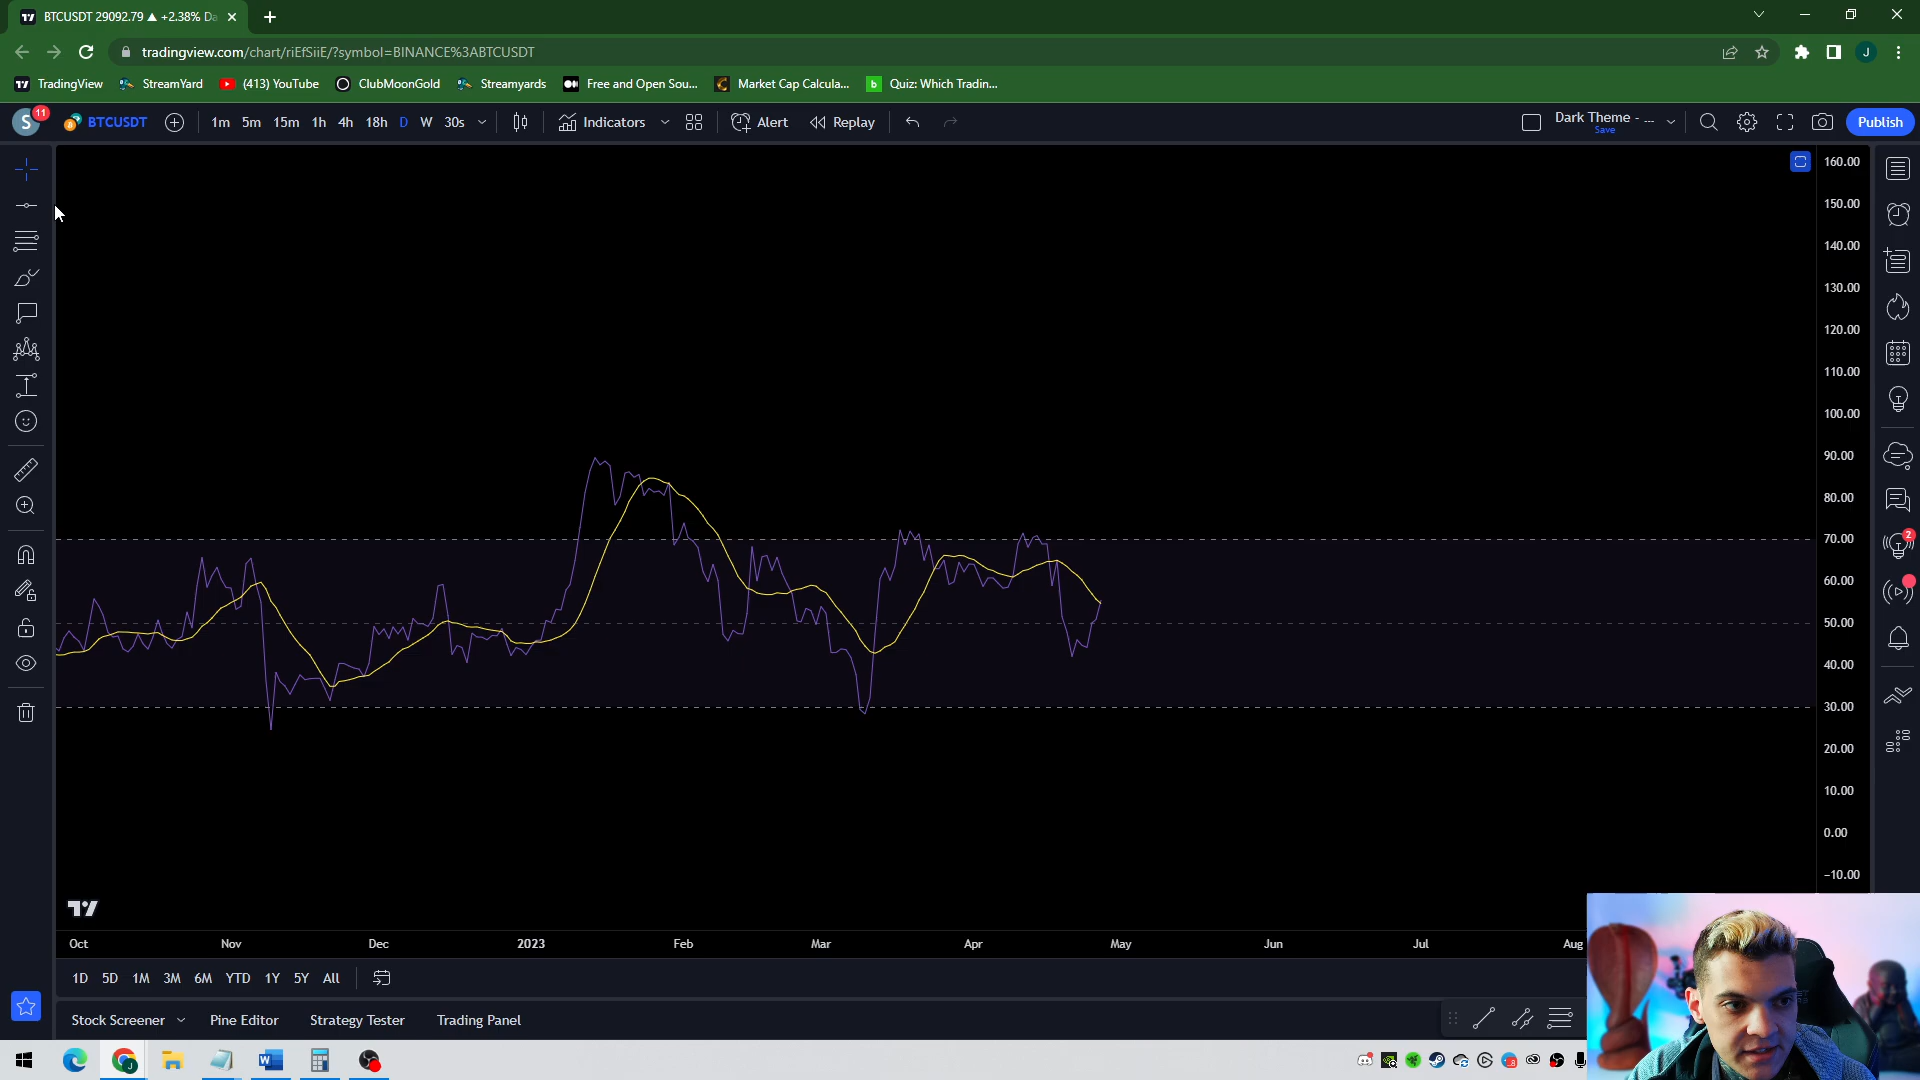 BTCUSDT 29092.79 ▲ +2.38% Da
tradingview.com/chart/riEfSiiE/?symbol=BINANCE%3ABTCUSDT
J
TradingView StreamYard (413) YouTube ClubMoonGold Streamyards Free and Open Sou... Market Cap Calcula... b Quiz: Which Tradin...
S 11 BTCUSDT 1m 5m 15m 1h 4h 18h D W 30s Indicators Alert Replay Dark Theme - ... Publish
Save
160.00
150.00
140.00
130.00
120.00
110.00
100.00
90.00
80.00
70.00
2
60.00
50.00
40.00
30.00
20.00
10.00
0.00
−10.00
Oct Nov Dec 2023 Feb Mar Apr May Jun Jul Aug
1D 5D 1M 3M 6M YTD 1Y 5Y All
Stock Screener Pine Editor Strategy Tester Trading Panel